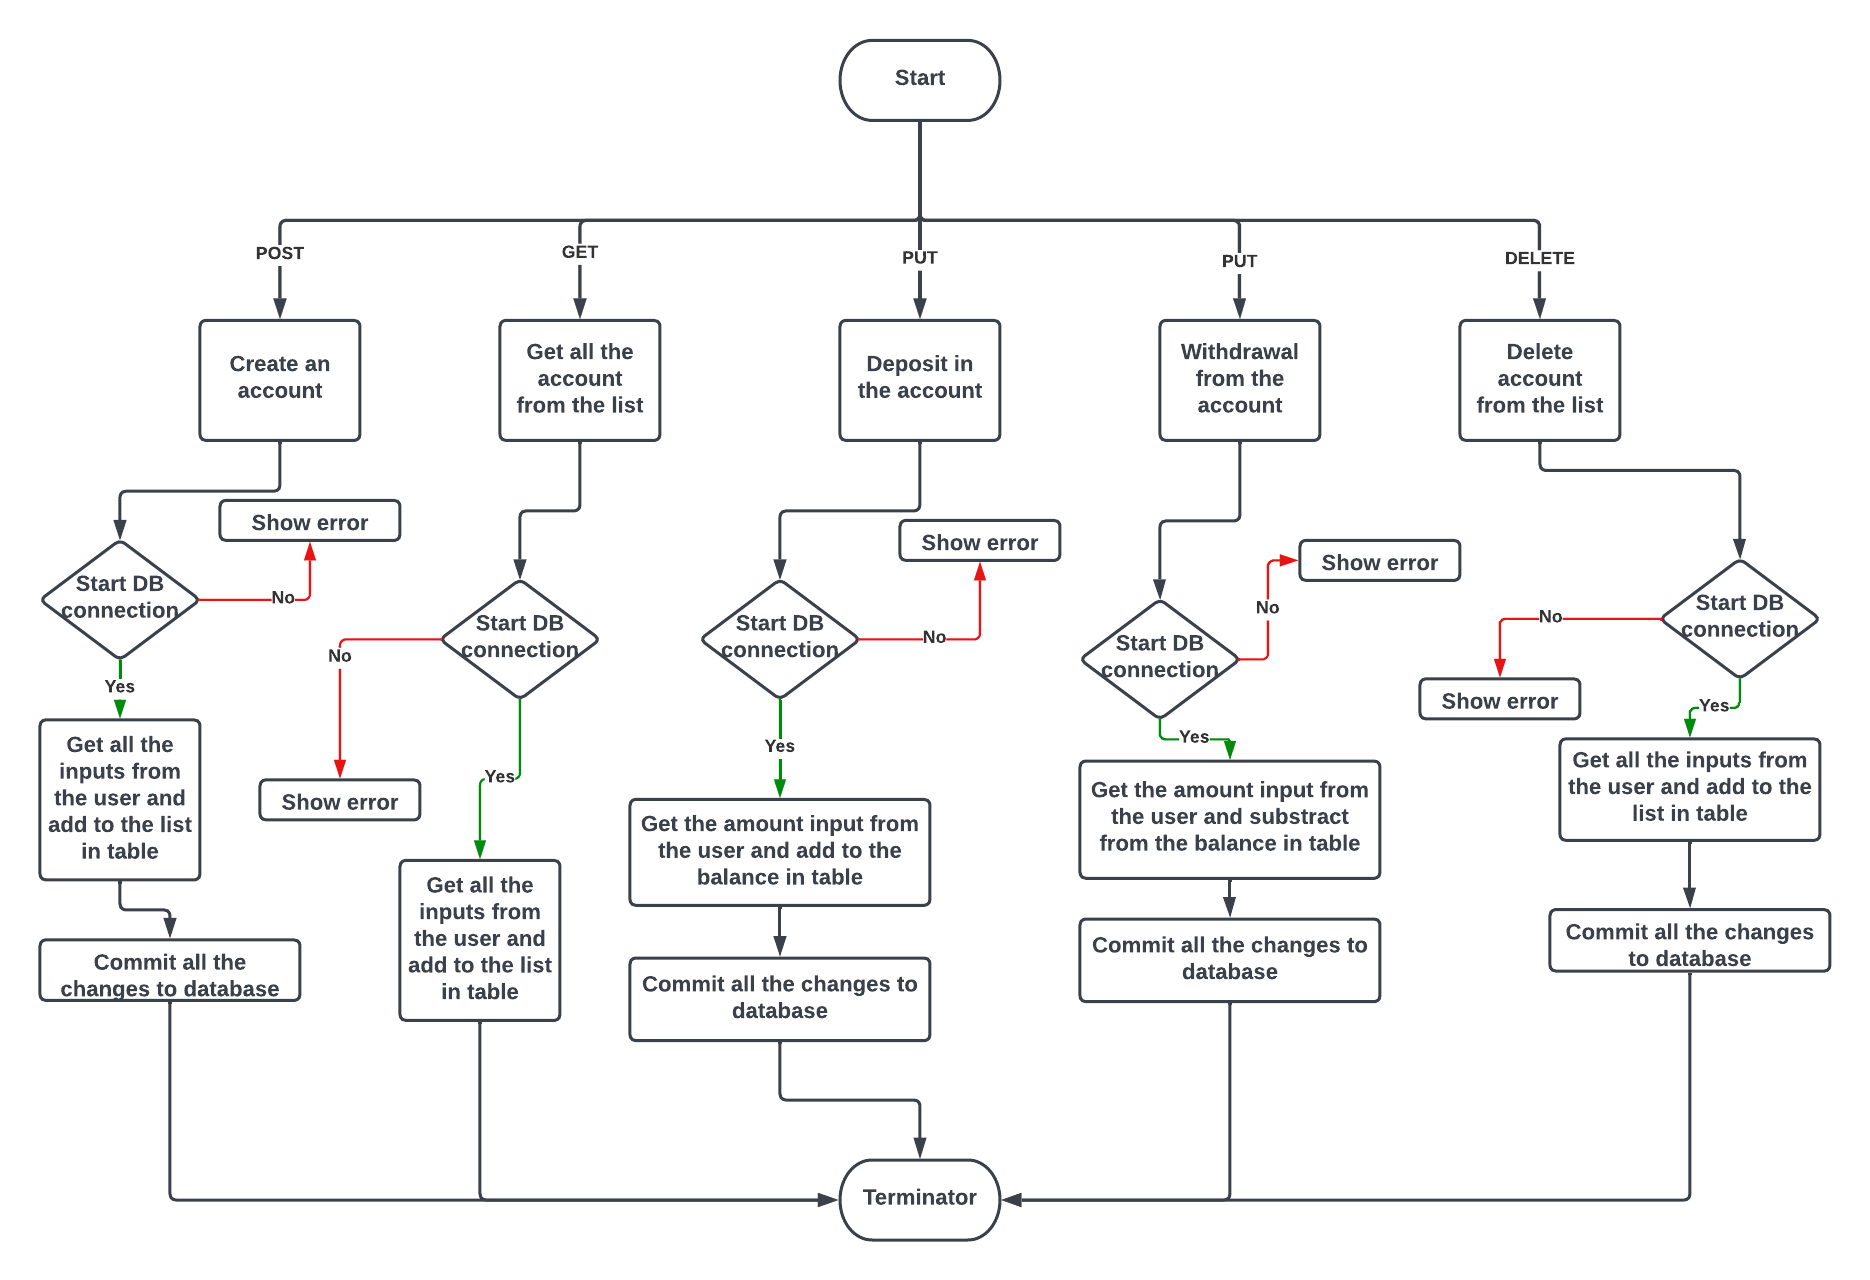 Start
POST
GET
PUT
PUT
DELETE
Create an
account
Get all the
account
from the list
Deposit in
the account
Withdrawal
from the
account
Delete
account
from the list
Show error
Start DB
connection
No
Yes
Get all the
inputs from
the user and
add to the list
in table
Commit all the
changes to database
Start DB
connection
No
Show error
Yes
Get all the
inputs from
the user and
add to the list
in table
Show error
Start DB
connection
No
Yes
Get the amount input from
the user and add to the
balance in table
Commit all the changes to
database
Show error
No
Start DB
connection
Yes
Get the amount input from
the user and substract
from the balance in table
Commit all the changes to
database
Start DB
connection
No
Show error
Yes
Get all the inputs from
the user and add to the
list in table
Commit all the changes
to database
Terminator